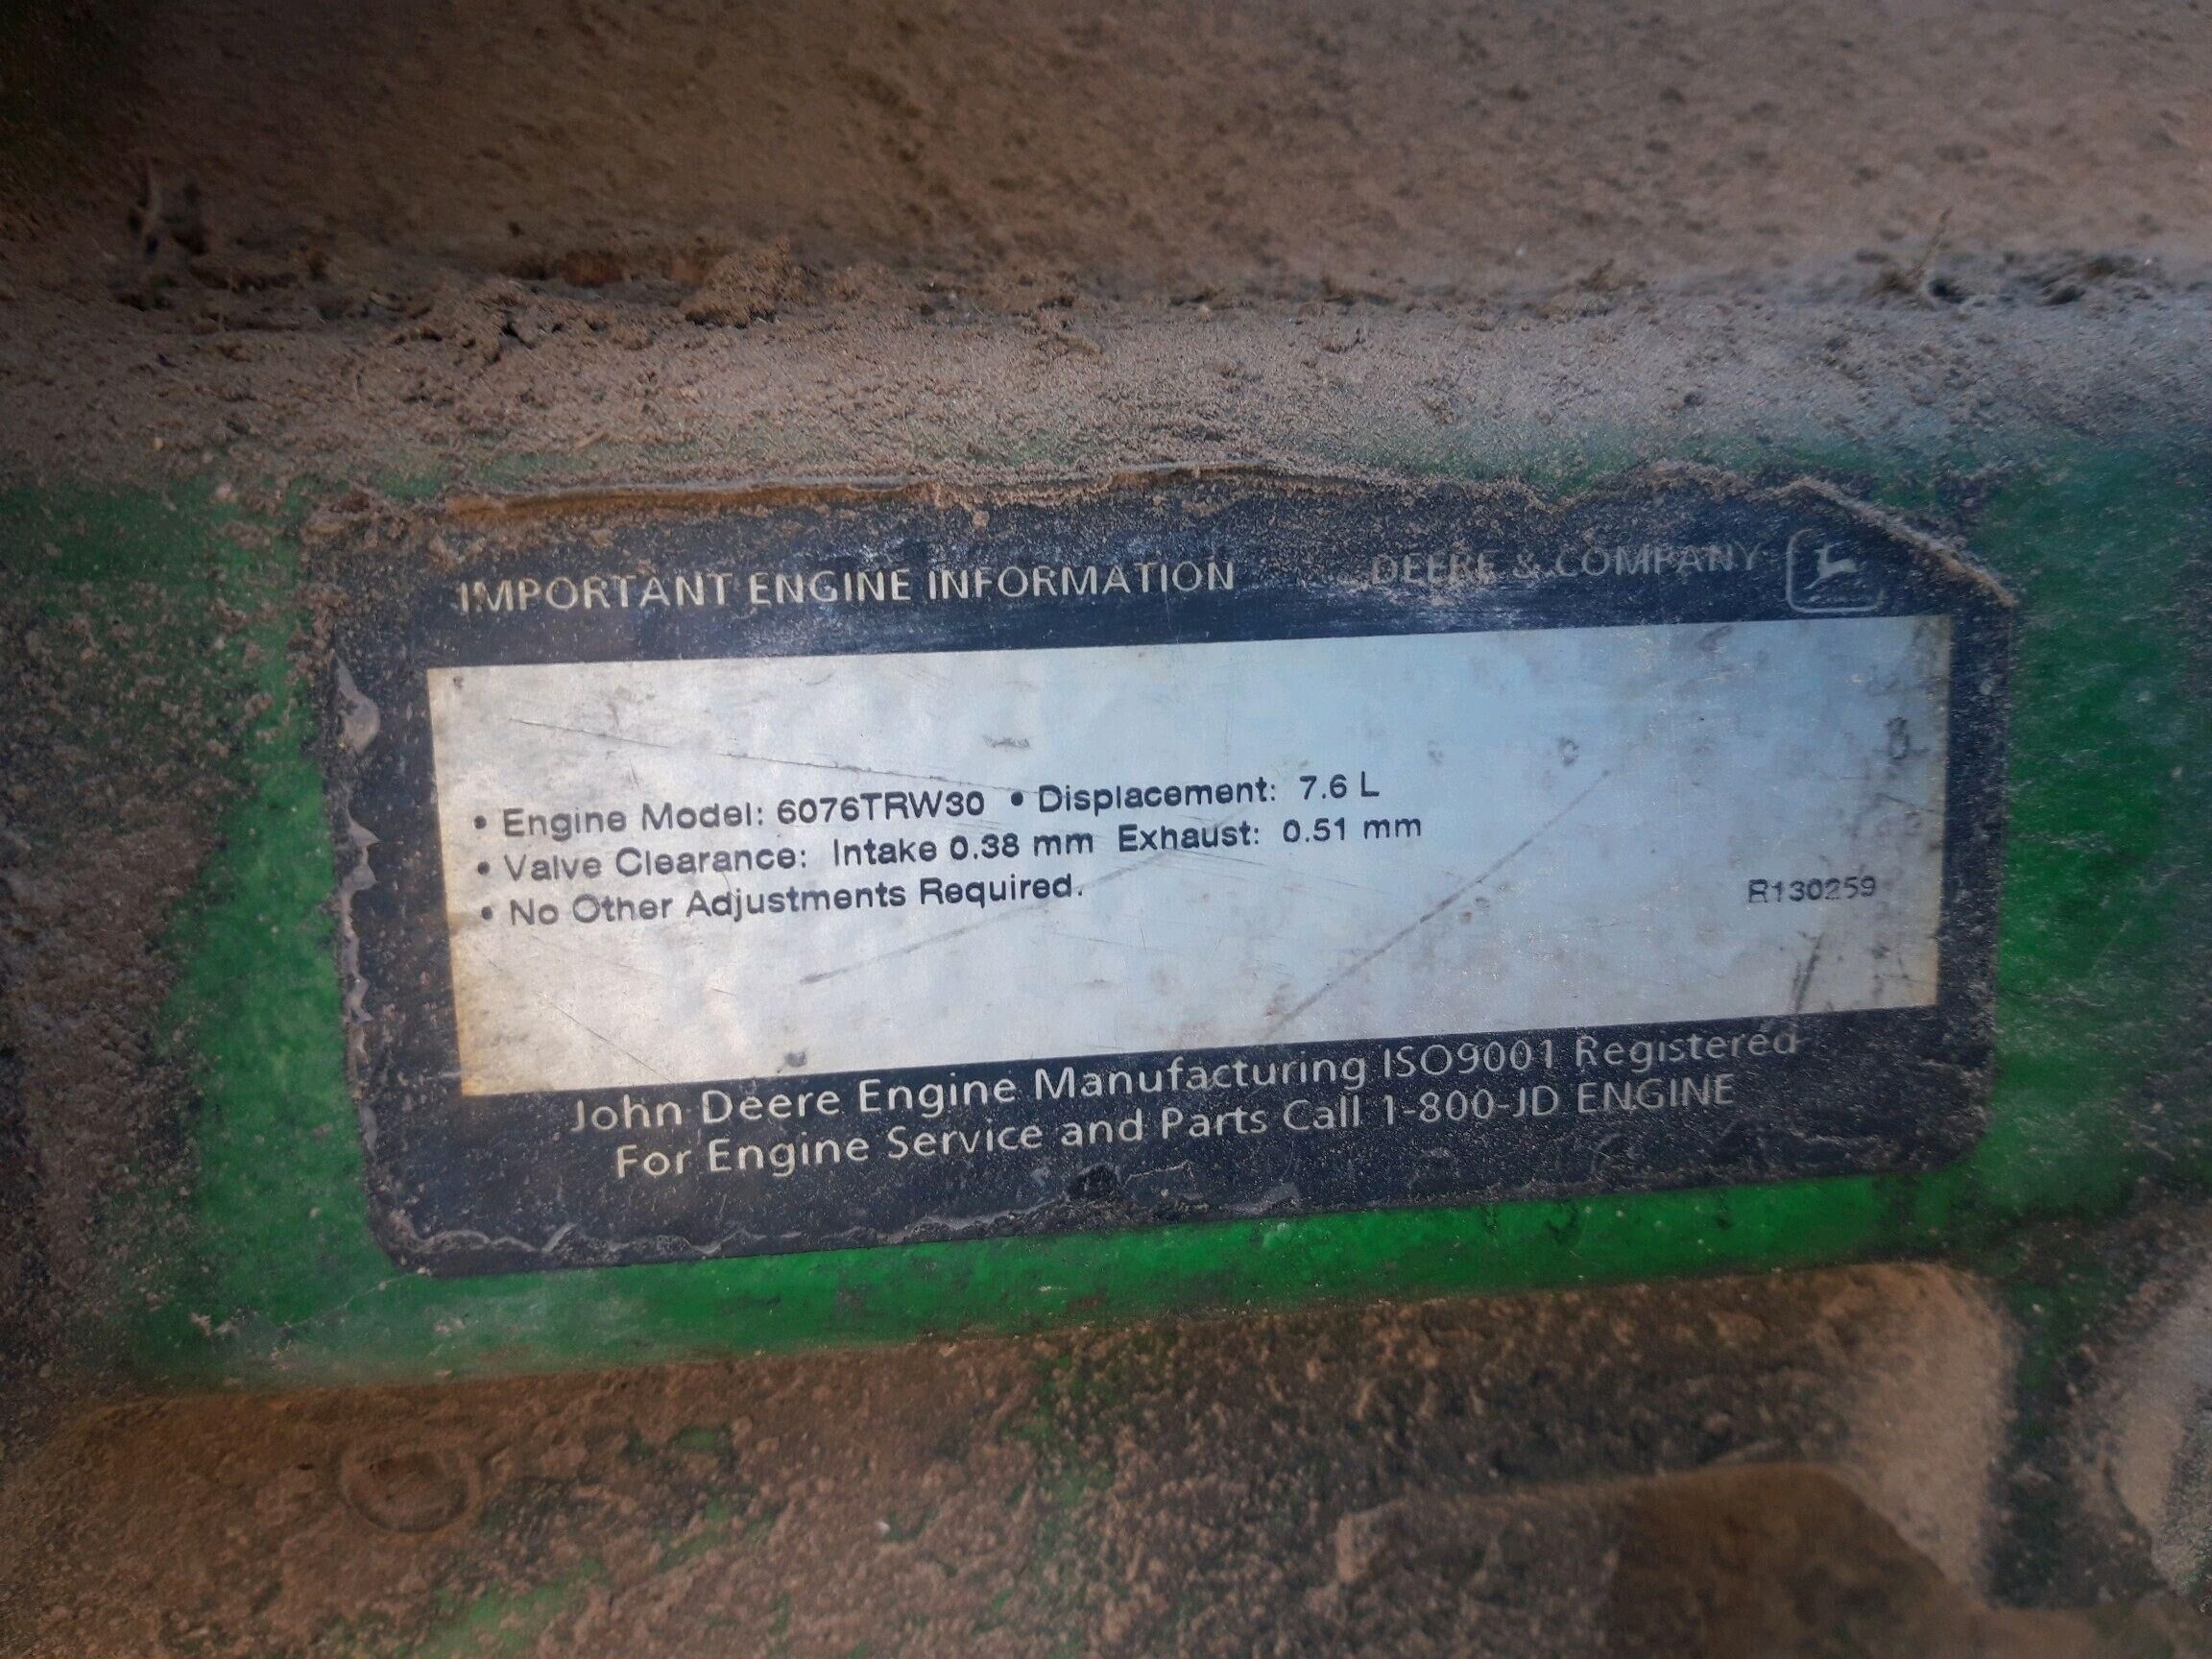 IMPORTANT ENGINE INFORMATION DEERE & COMPANY
• Engine Model: 6076TRW30 • Displacement: 7.6 L
• Valve Clearance: Intake 0.38 mm Exhaust: 0.51 mm
• No Other Adjustments Required.
R130259
John Deere Engine Manufacturing ISO9001 Registered
For Engine Service and Parts Call 1-800-JD ENGINE